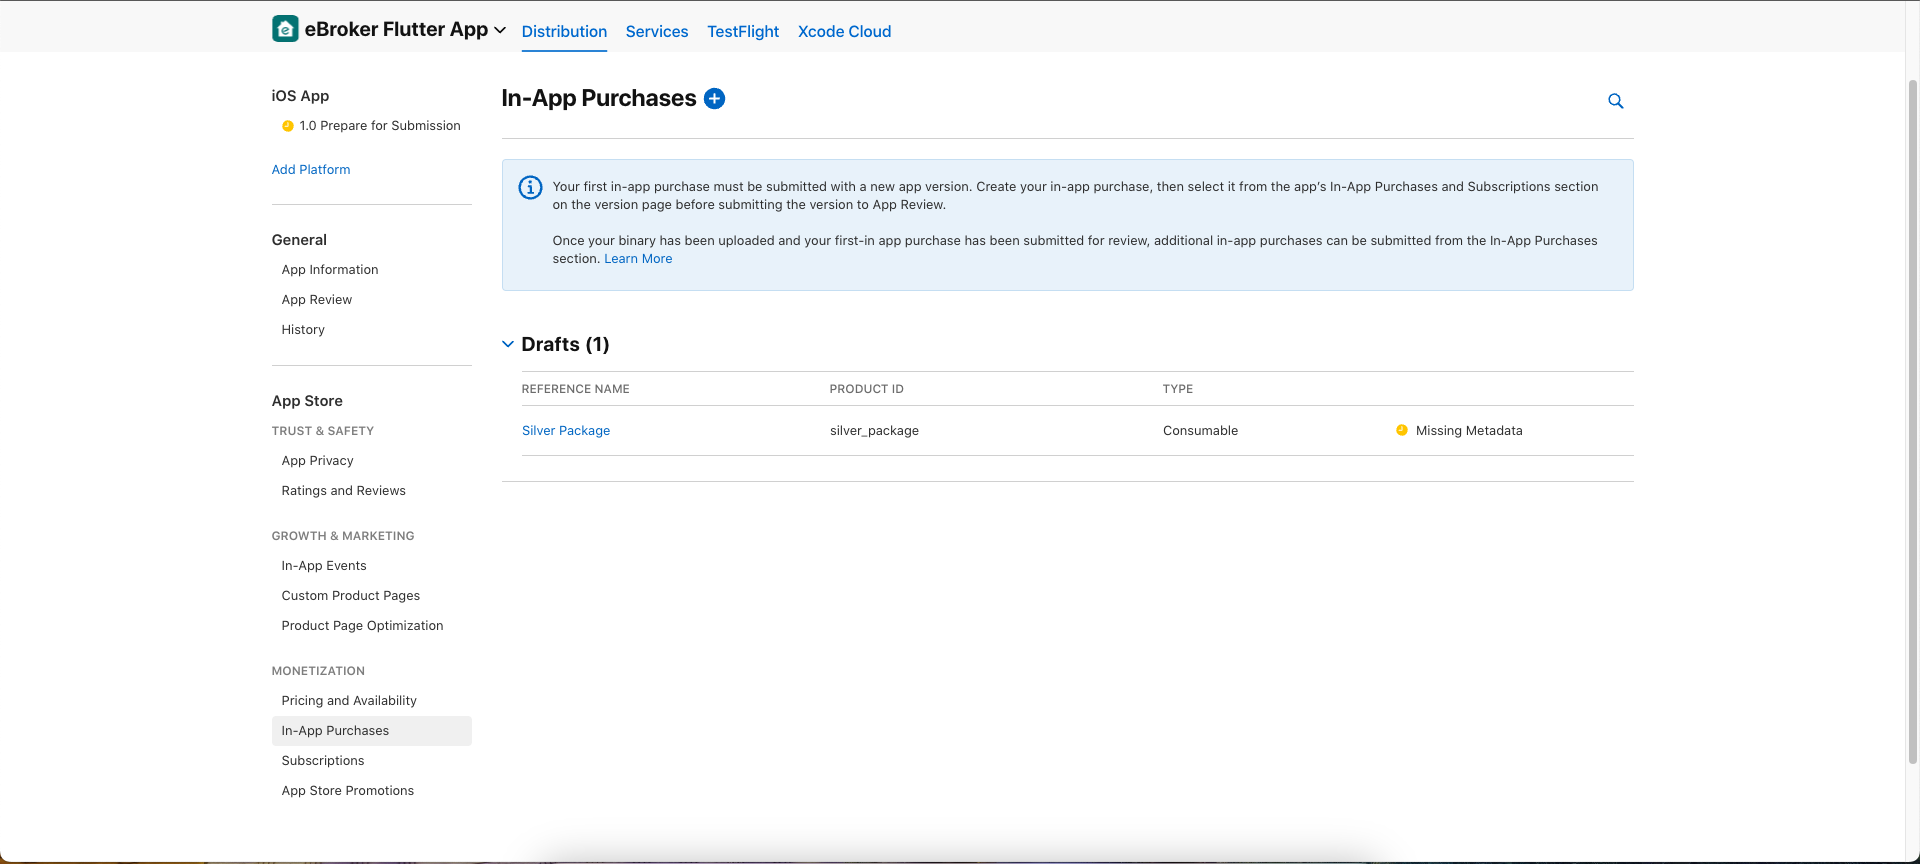 eBroker Flutter App
Distribution
Services
TestFlight
Xcode Cloud
iOS App
1.0 Prepare for Submission
Add Platform
General
App Information
App Review
History
App Store
TRUST & SAFETY
App Privacy
Ratings and Reviews
GROWTH & MARKETING
In-App Events
Custom Product Pages
Product Page Optimization
MONETIZATION
Pricing and Availability
In-App Purchases
Subscriptions
App Store Promotions
In-App Purchases
Your first in-app purchase must be submitted with a new app version. Create your in-app purchase, then select it from the app’s In-App Purchases and Subscriptions section
on the version page before submitting the version to App Review.
Once your binary has been uploaded and your first-in app purchase has been submitted for review, additional in-app purchases can be submitted from the In-App Purchases
section. Learn More
Drafts (1)
REFERENCE NAME PRODUCT ID TYPE
Silver Package silver_package Consumable Missing Metadata